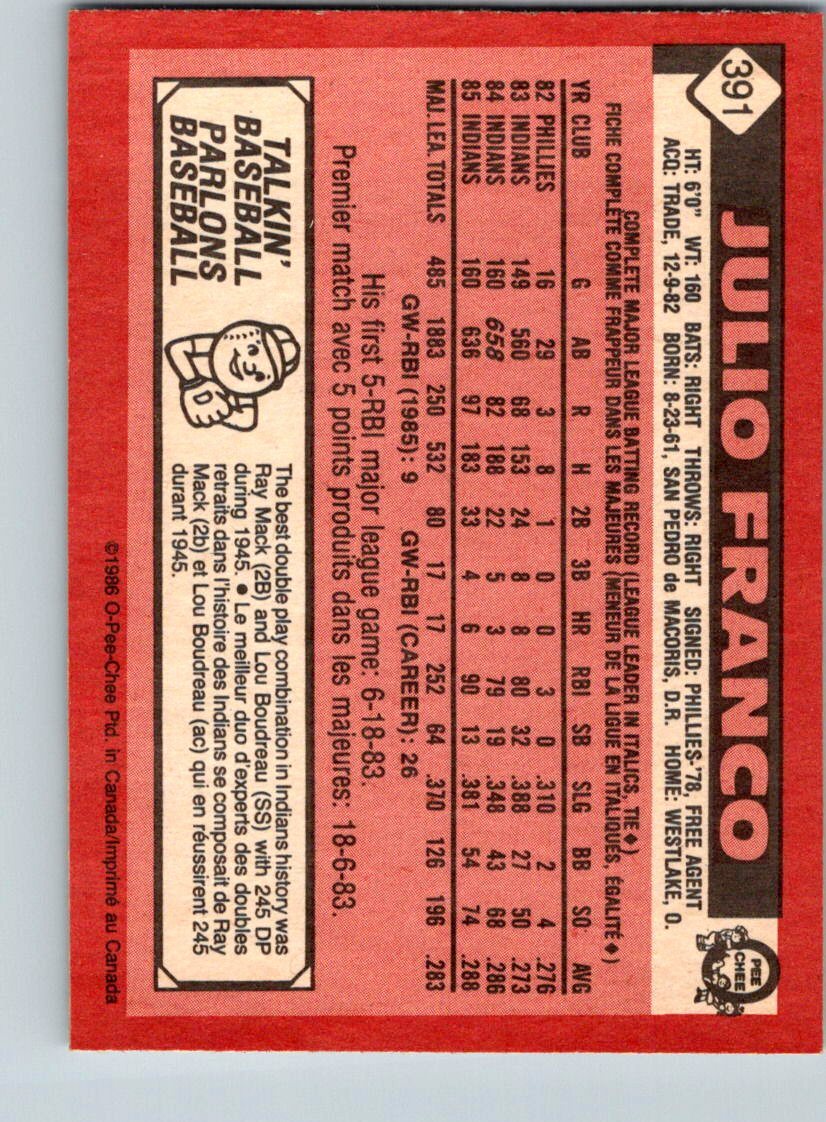 391
JULIO FRANCO
O PEE CHEE
HT: 6'0" WT: 160 BATS: RIGHT THROWS: RIGHT SIGNED: PHILLIES-'78, FREE AGENT
ACQ: TRADE, 12-9-82 BORN: 8-23-61, SAN PEDRO de MACORIS, D.R. HOME: WESTLAKE, O.
COMPLETE MAJOR LEAGUE BATTING RECORD (LEAGUE LEADER IN ITALICS, TIE♦)
FICHE COMPLÈTE COMME FRAPPEUR DANS LES MAJEURES (MENEUR DE LA LIGUE EN ITALIQUES, ÉGALITÉ♦)
YR CLUB G AB R H 2B 3B HR RBI SB SLG BB SO AVG
82 PHILLIES 16 29 3 8 1 0 0 3 0 .310 2 4 .276
83 INDIANS 149 560 68 153 24 8 8 80 32 .388 27 50 .273
84 INDIANS 160 658 82 188 22 5 3 79 19 .348 43 68 .286
85 INDIANS 160 636 97 183 33 4 6 90 13 .381 54 74 .288
MAJ. LEA. TOTALS 485 1883 250 532 80 17 17 252 64 .370 126 196 .283
GW-RBI (1985): 9 GW-RBI (CAREER): 26
His first 5-RBI major league game: 6-18-83.
Premier match avec 5 points produits dans les majeures: 18-6-83.
TALKIN'
BASEBALL
PARLONS
BASEBALL
The best double play combination in Indians history was
Ray Mack (2B) and Lou Boudreau (SS) with 245 DP
during 1945. ● Le meilleur duo d'experts des doubles
retraits dans l'histoire des Indians se composait de Ray
Mack (2b) et Lou Boudreau (ac) qui en réussirent 245
durant 1945.
©1986 O-Pee-Chee Ptd. in Canada/Imprimé au Canada